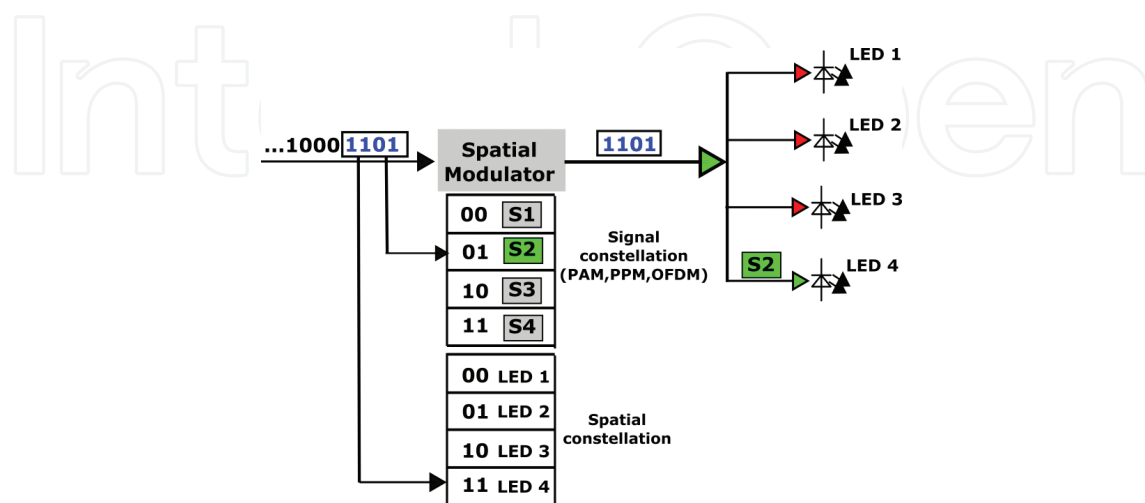 IntechOpen
...1000 1101
Spatial
Modulator
1101
00 S1
01 S2
10 S3
11 S4
Signal
constellation
(PAM,PPM,OFDM)
00 LED 1
01 LED 2
10 LED 3
11 LED 4
Spatial
constellation
LED 1
LED 2
LED 3
S2
LED 4